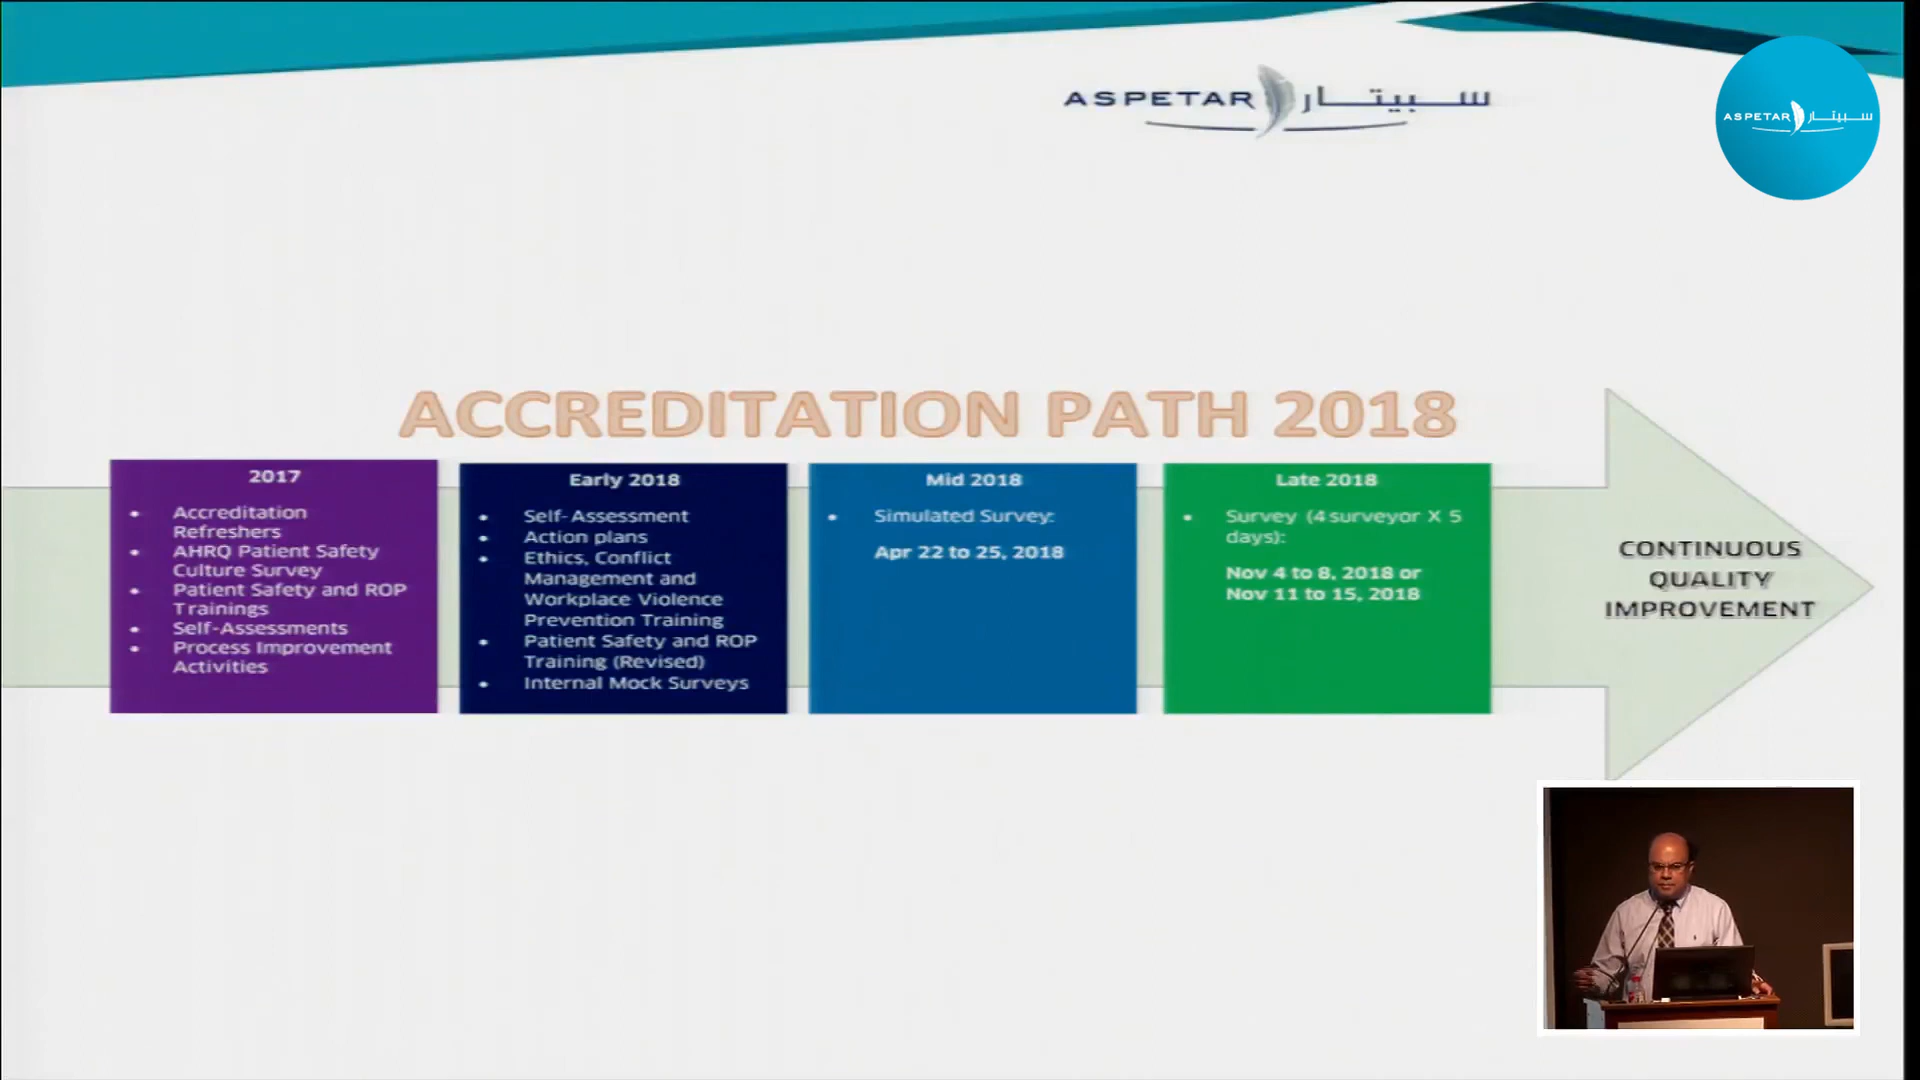 ASPETAR سبيتار
ASPETAR سبيتار
ACCREDITATION PATH 2018
2017
• Accreditation
Refreshers
• AHRQ Patient Safety
Culture Survey
• Patient Safety and ROP
Trainings
• Self-Assessments
• Process Improvement
Activities
Early 2018
• Self-Assessment
• Action plans
• Ethics, Conflict
Management and
Workplace Violence
Prevention Training
• Patient Safety and ROP
Training (Revised)
• Internal Mock Surveys
Mid 2018
• Simulated Survey:
Apr 22 to 25, 2018
Late 2018
• Survey (4 surveyor X 5
days):
Nov 4 to 8, 2018 or
Nov 11 to 15, 2018
CONTINUOUS
QUALITY
IMPROVEMENT